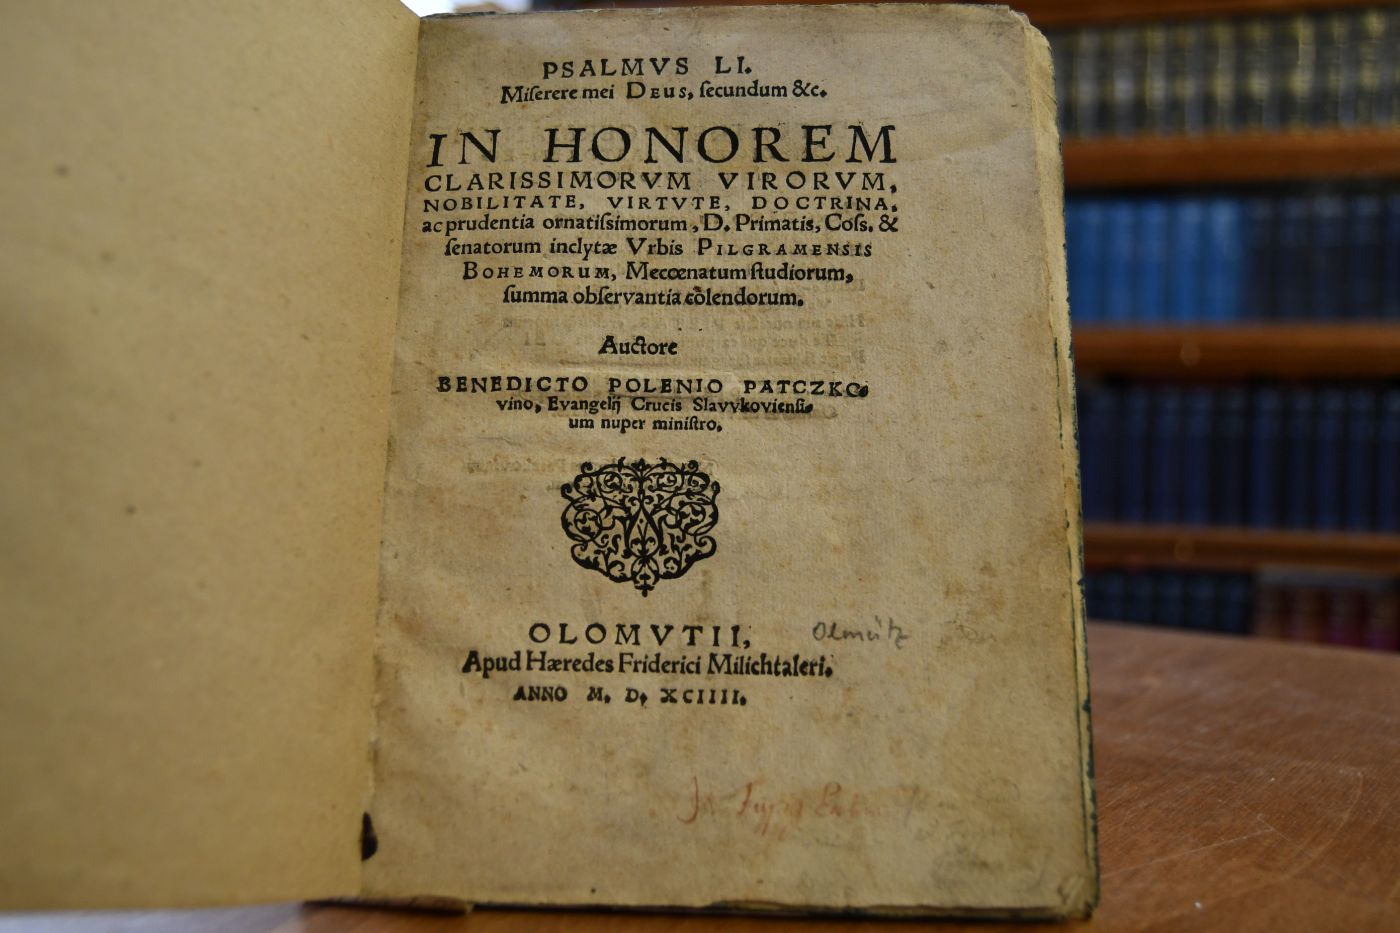 PSALMVS LI.
Miſerere mei DEUS, ſecundum &c.
IN HONOREM
CLARISSIMORVM VIRORVM,
NOBILITATE, VIRTVTE, DOCTRINA,
ac prudentia ornatiſsimorum, D. Primatis, Coſs. &
ſenatorum inclytæ Vrbis PILGRAMENSIS
BOHEMORUM, Mecœnatum ſtudiorum,
ſumma obſervantia colendorum.
Auctore
BENEDICTO POLENIO PATCZKO-
vino, Evangelij Crucis Slavvkovienſi-
um nuper miniſtro.
OLOMVTII,
Olmütz
Apud Hæredes Friderici Milichtaleri.
ANNO M. D. XCIIII.